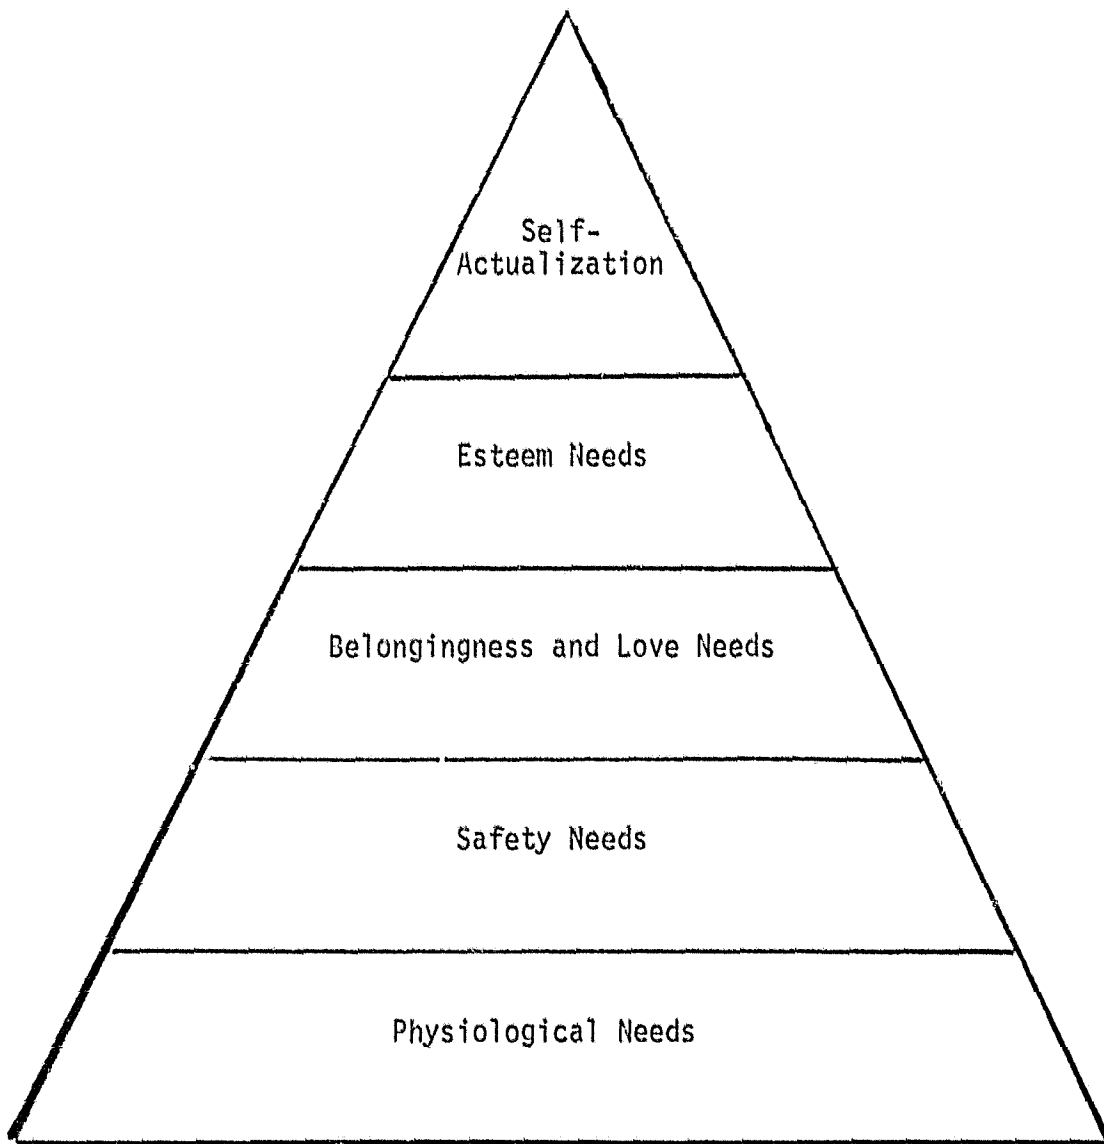 Self-
Actualization
Esteem Needs
Belongingness and Love Needs
Safety Needs
Physiological Needs